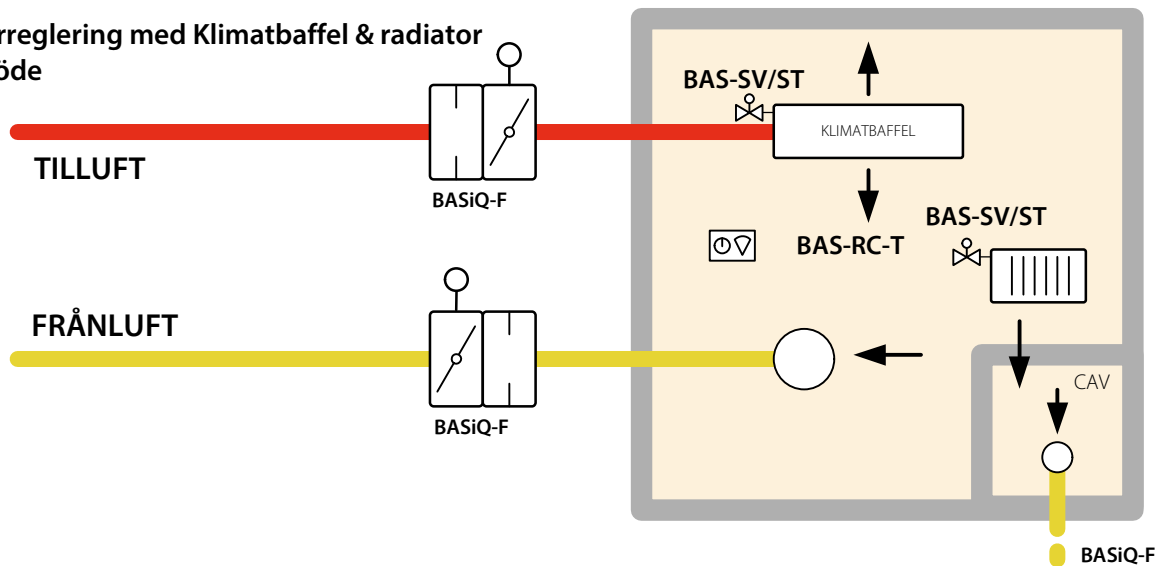 rreglering med Klimatbaffel & radiator
öde
BAS-SV/ST
KLIMATBAFFEL
TILLUFT
BASiQ-F
BAS-SV/ST
BAS-RC-T
FRÅNLUFT
CAV
BASiQ-F
BASiQ-F